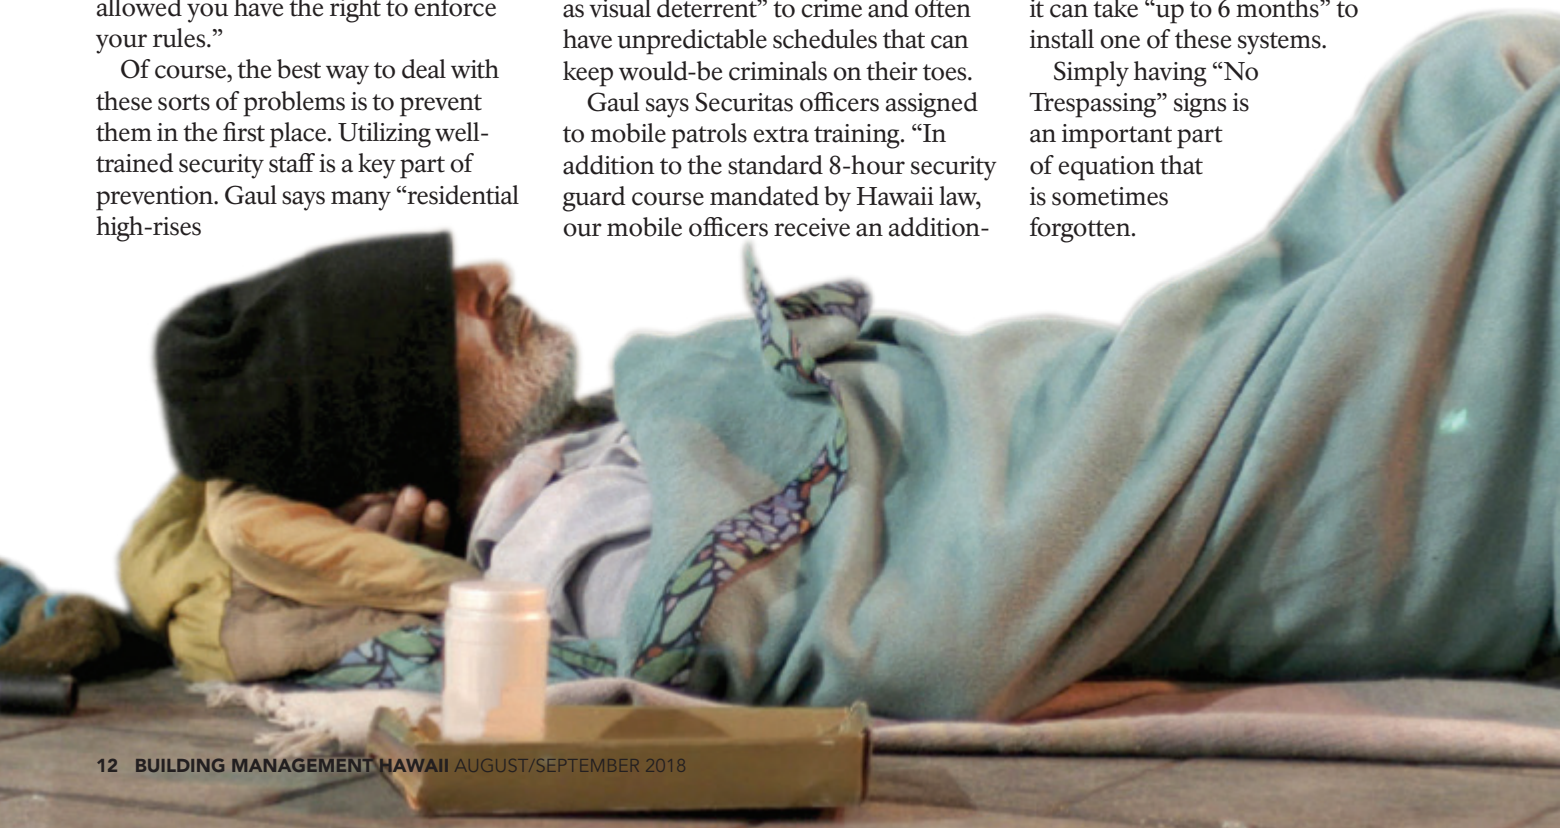 allowed you have the right to enforce
your rules.”
Of course, the best way to deal with
these sorts of problems is to prevent
them in the first place. Utilizing well-
trained security staff is a key part of
prevention. Gaul says many “residential
high-rises
as visual deterrent” to crime and often
have unpredictable schedules that can
keep would-be criminals on their toes.
Gaul says Securitas officers assigned
to mobile patrols extra training. “In
addition to the standard 8-hour security
guard course mandated by Hawaii law,
our mobile officers receive an addition-
it can take “up to 6 months” to
install one of these systems.
Simply having “No
Trespassing” signs is
an important part
of equation that
is sometimes
forgotten.
12 BUILDING MANAGEMENT HAWAII AUGUST/SEPTEMBER 2018